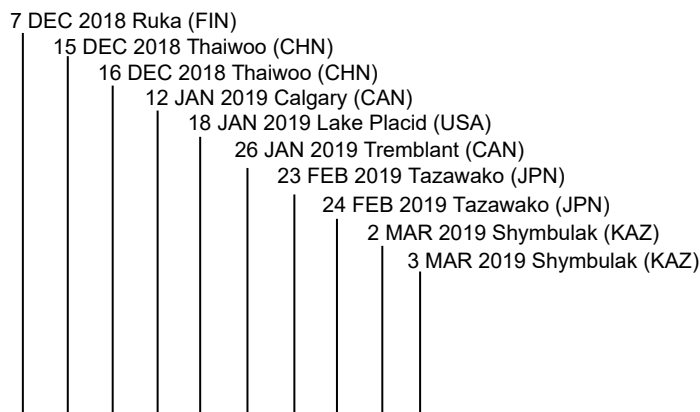 7 DEC 2018 Ruka (FIN)
15 DEC 2018 Thaiwoo (CHN)
16 DEC 2018 Thaiwoo (CHN)
12 JAN 2019 Calgary (CAN)
18 JAN 2019 Lake Placid (USA)
26 JAN 2019 Tremblant (CAN)
23 FEB 2019 Tazawako (JPN)
24 FEB 2019 Tazawako (JPN)
2 MAR 2019 Shymbulak (KAZ)
3 MAR 2019 Shymbulak (KAZ)